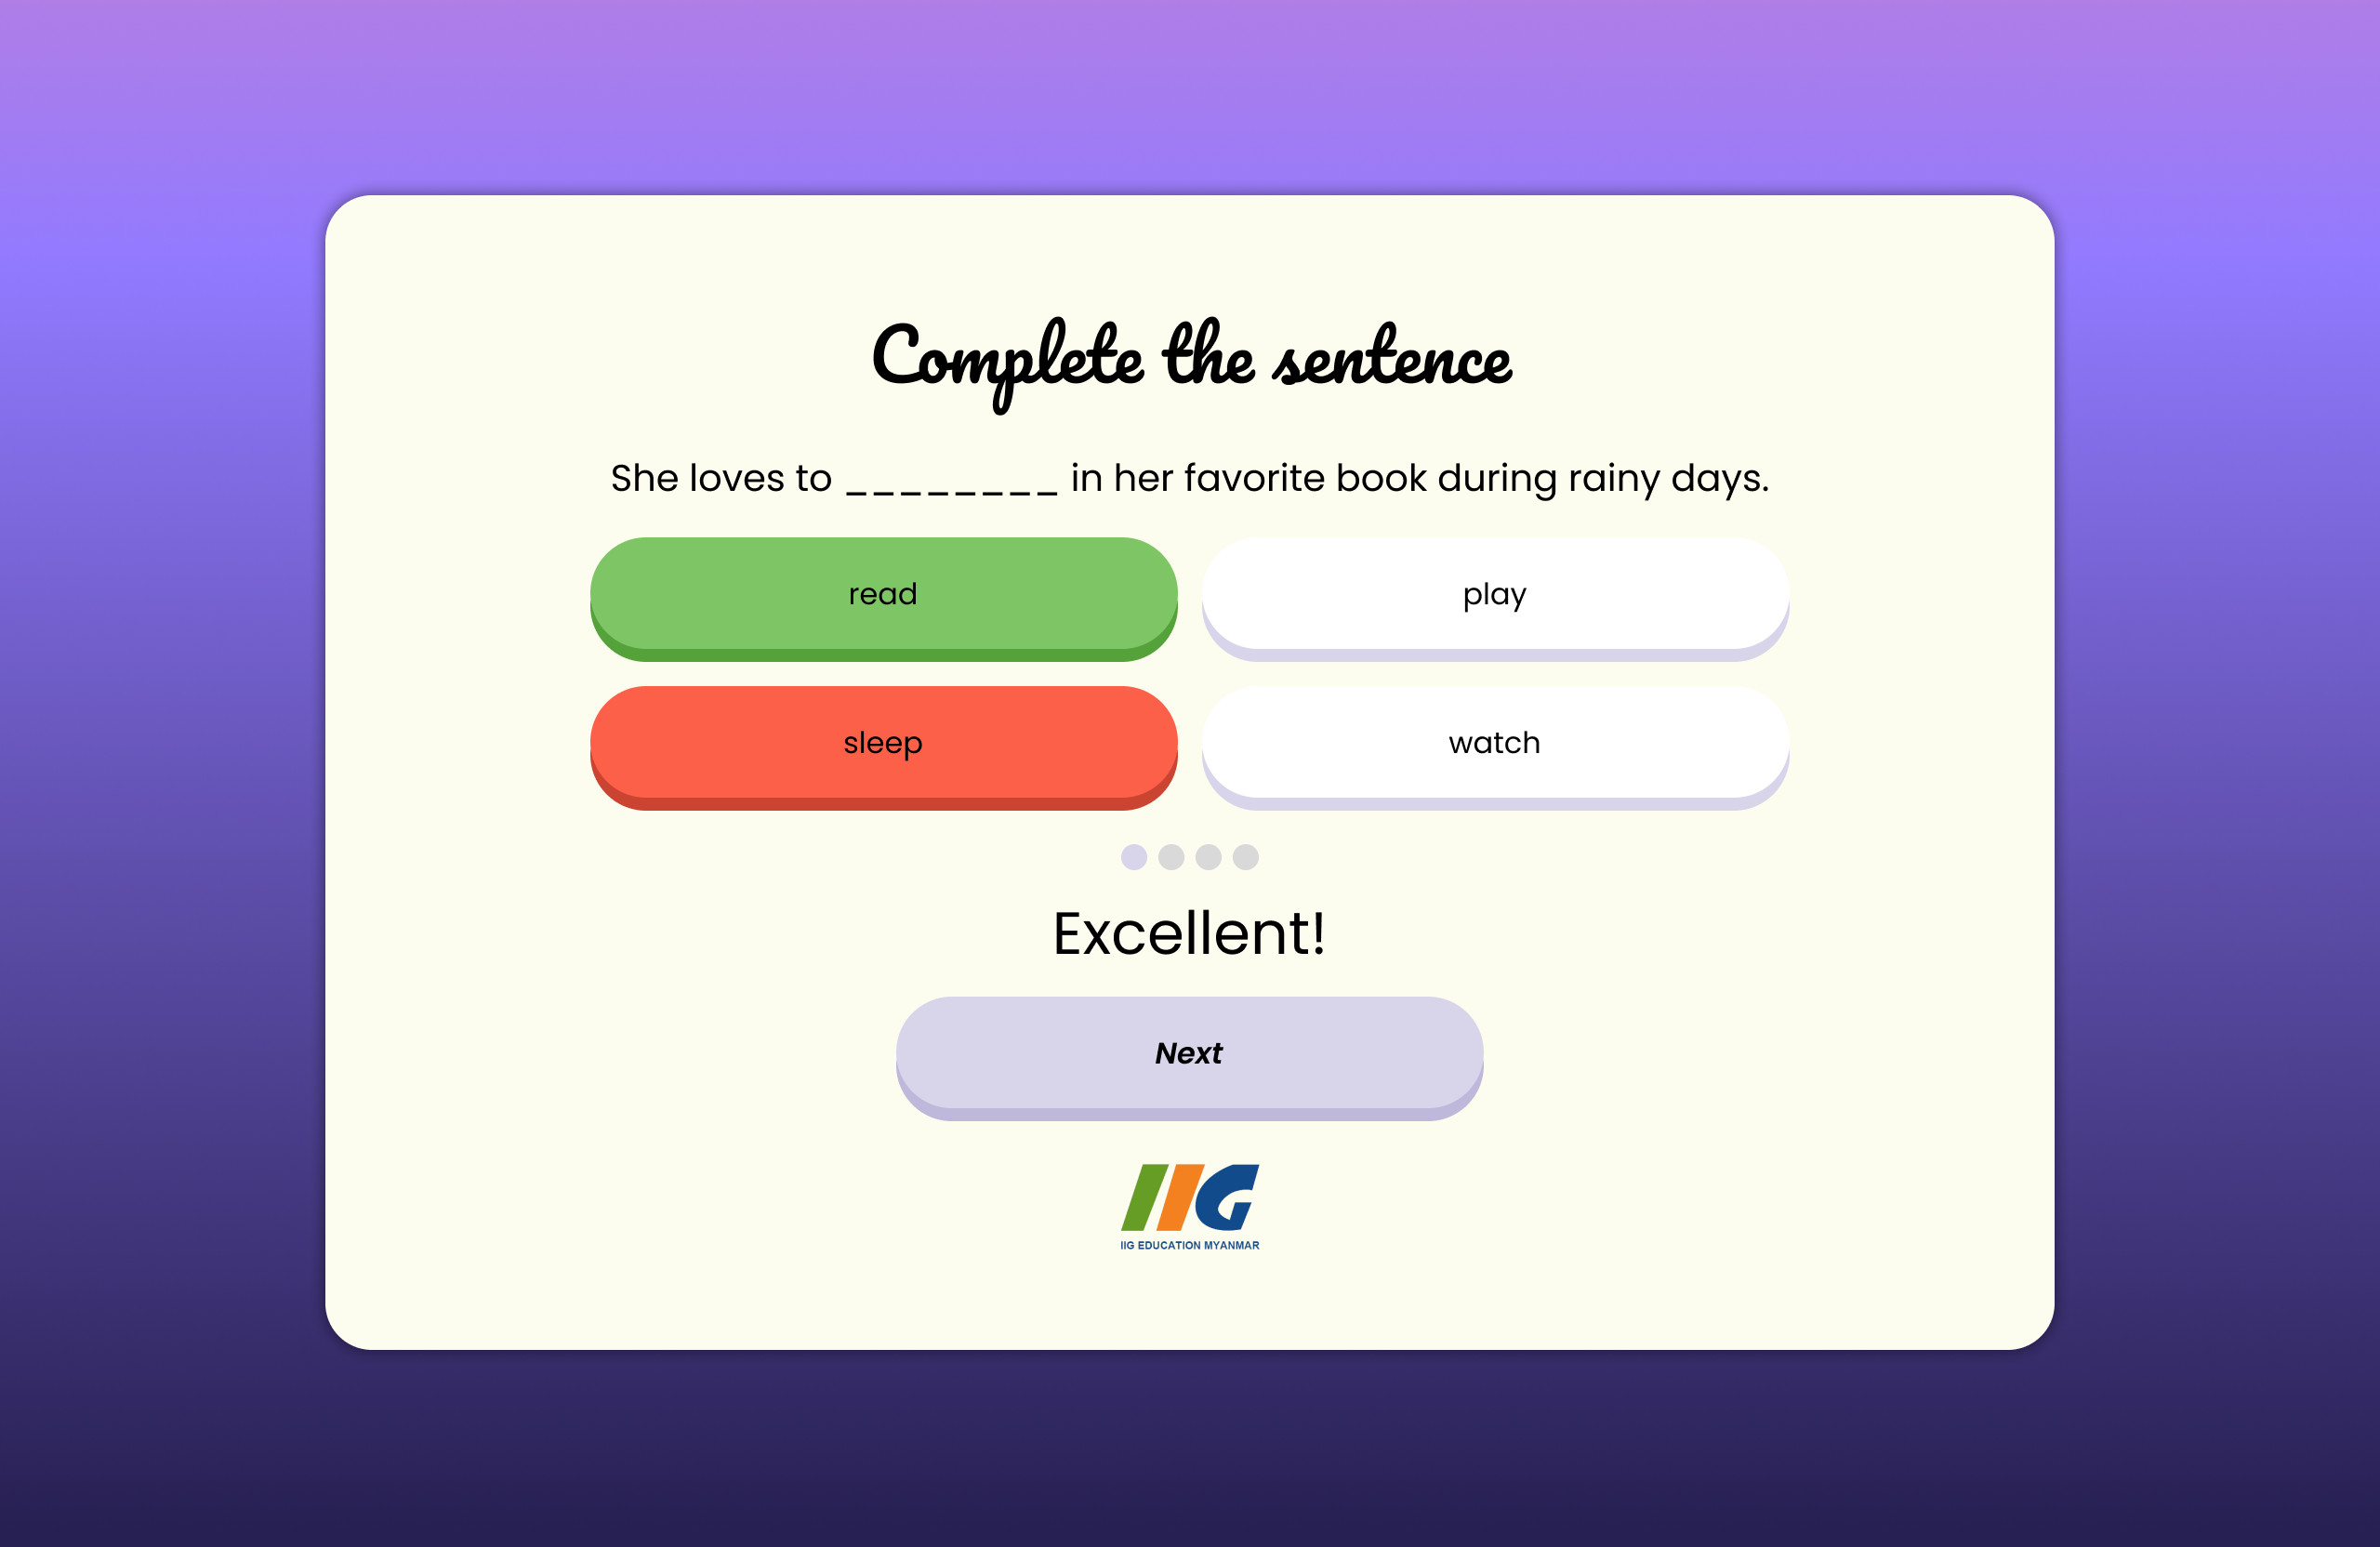 Complete the sentence
She loves to ________ in her favorite book during rainy days.
read
play
sleep
watch
Excellent!
Next
IIG
IIG EDUCATION MYANMAR